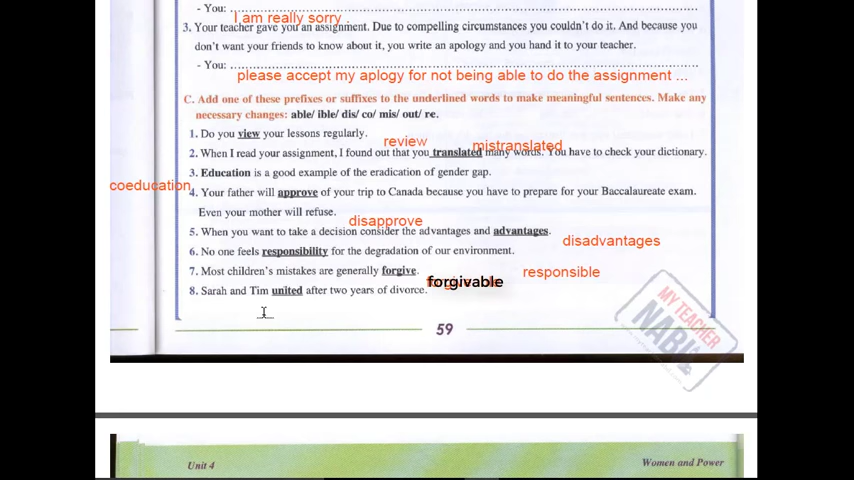 - You:
I am really sorry .
3. Your teacher gave you an assignment. Due to compelling circumstances you couldn't do it. And because you
don't want your friends to know about it, you write an apology and you hand it to your teacher.
- You:
please accept my aplogy for not being able to do the assignment ...
C. Add one of these prefixes or suffixes to the underlined words to make meaningful sentences. Make any
necessary changes: able/ ible/ dis/ co/ mis/ out/ re.
1. Do you view your lessons regularly.
review
mistranslated
2. When I read your assignment, I found out that you translated many words. You have to check your dictionary.
3. Education is a good example of the eradication of gender gap.
coeducation
4. Your father will approve of your trip to Canada because you have to prepare for your Baccalaureate exam.
Even your mother will refuse.
disapprove
5. When you want to take a decision consider the advantages and advantages.
disadvantages
6. No one feels responsibility for the degradation of our environment.
responsible
7. Most children's mistakes are generally forgive.
forgivable
8. Sarah and Tim united after two years of divorce.
MY TEACHER
59
Unit 4
Women and Power